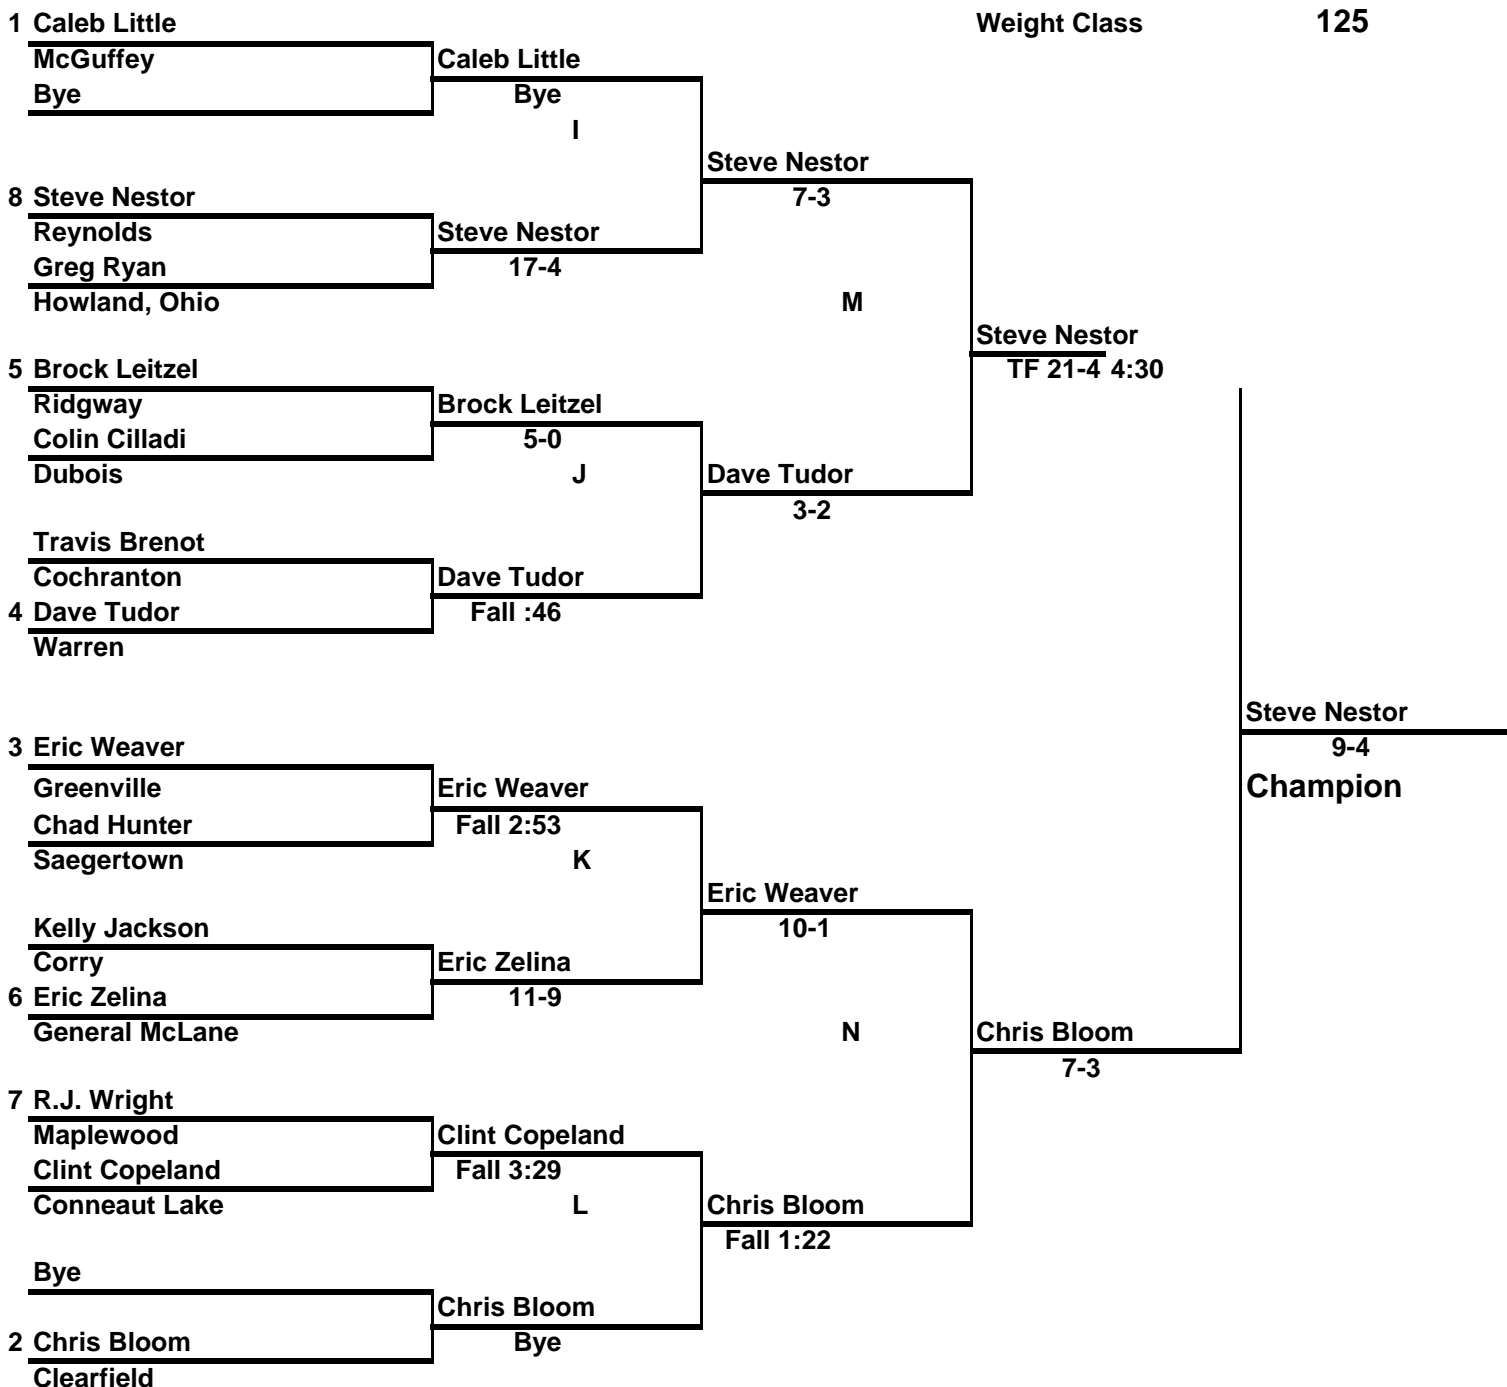 1 Caleb Little Weight Class 125
McGuffey Caleb Little
Bye Bye
I
Steve Nestor
8 Steve Nestor 7-3
Reynolds Steve Nestor
Greg Ryan 17-4
Howland, Ohio M
Steve Nestor
5 Brock Leitzel TF 21-4 4:30
Ridgway Brock Leitzel
Colin Cilladi 5-0
Dubois J Dave Tudor
3-2
Travis Brenot
Cochranton Dave Tudor
4 Dave Tudor Fall :46
Warren
Steve Nestor
3 Eric Weaver 9-4
Greenville Eric Weaver Champion
Chad Hunter Fall 2:53
Saegertown K
Eric Weaver
Kelly Jackson 10-1
Corry Eric Zelina
6 Eric Zelina 11-9
General McLane N Chris Bloom
7-3
7 R.J. Wright
Maplewood Clint Copeland
Clint Copeland Fall 3:29
Conneaut Lake L Chris Bloom
Fall 1:22
Bye
Chris Bloom
2 Chris Bloom Bye
Clearfield